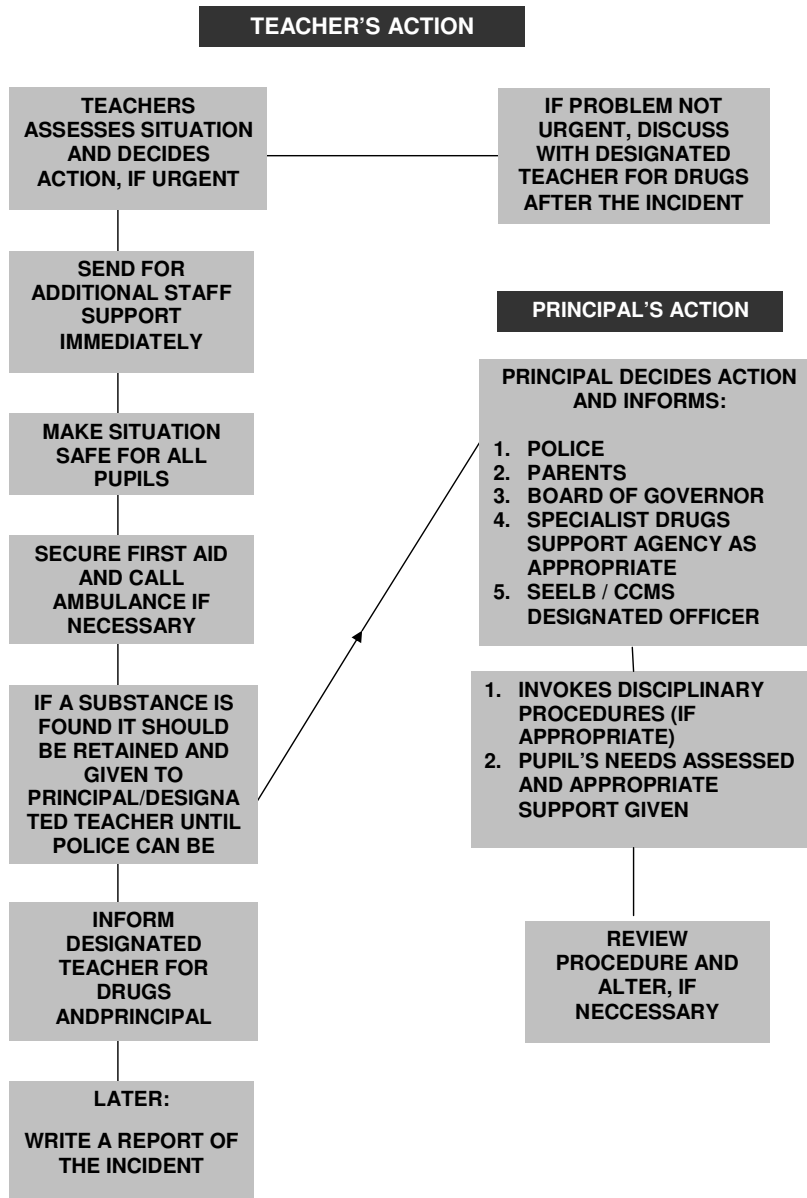 TEACHER'S ACTION
TEACHERS
ASSESSES SITUATION
AND DECIDES
ACTION, IF URGENT
IF PROBLEM NOT
URGENT, DISCUSS
WITH DESIGNATED
TEACHER FOR DRUGS
AFTER THE INCIDENT
SEND FOR
ADDITIONAL STAFF
SUPPORT
IMMEDIATELY
MAKE SITUATION
SAFE FOR ALL
PUPILS
SECURE FIRST AID
AND CALL
AMBULANCE IF
NECESSARY
IF A SUBSTANCE IS
FOUND IT SHOULD
BE RETAINED AND
GIVEN TO
PRINCIPAL/DESIGNA
TED TEACHER UNTIL
POLICE CAN BE
INFORM
DESIGNATED
TEACHER FOR
DRUGS
ANDPRINCIPAL
LATER:
WRITE A REPORT OF
THE INCIDENT
PRINCIPAL'S ACTION
PRINCIPAL DECIDES ACTION
AND INFORMS:
1. POLICE
2. PARENTS
3. BOARD OF GOVERNOR
4. SPECIALIST DRUGS
SUPPORT AGENCY AS
APPROPRIATE
5. SEELB / CCMS
DESIGNATED OFFICER
1. INVOKES DISCIPLINARY
PROCEDURES (IF
APPROPRIATE)
2. PUPIL'S NEEDS ASSESSED
AND APPROPRIATE
SUPPORT GIVEN
REVIEW
PROCEDURE AND
ALTER, IF
NECCESSARY